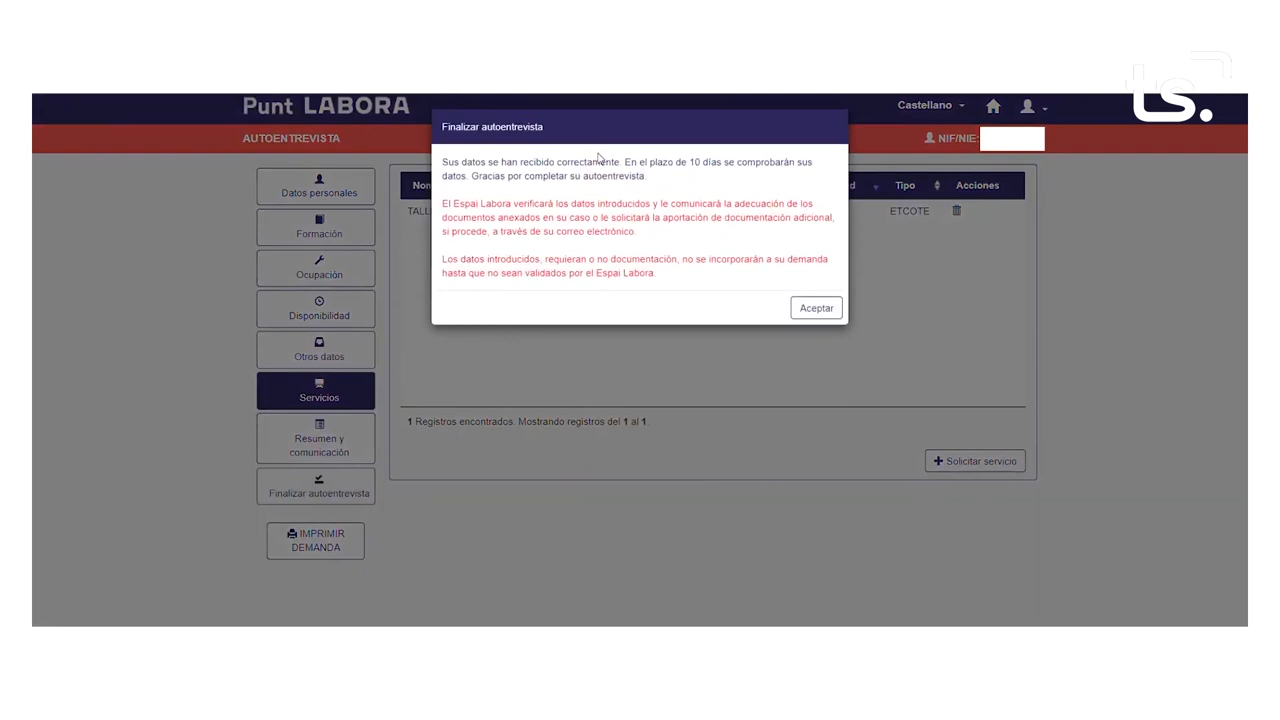 ts.
Punt LABORA
Castellano
AUTOENTREVISTA
NIF/NIE:
Finalizar autoentrevista
Sus datos se han recibido correctamente. En el plazo de 10 días se comprobarán sus
datos. Gracias por completar su autoentrevista.
El Espai Labora verificará los datos introducidos y le comunicará la adecuación de los
documentos anexados en su caso o le solicitará la aportación de documentación adicional,
si procede, a través de su correo electrónico.
Los datos introducidos, requieran o no documentación, no se incorporarán a su demanda
hasta que no sean validados por el Espai Labora.
Aceptar
Datos personales
Formación
Ocupación
Disponibilidad
Otros datos
Servicios
Resumen y
comunicación
Finalizar autoentrevista
IMPRIMIR
DEMANDA
Tipo
Acciones
ETCOTE
1 Registros encontrados. Mostrando registros del 1 al 1.
Solicitar servicio